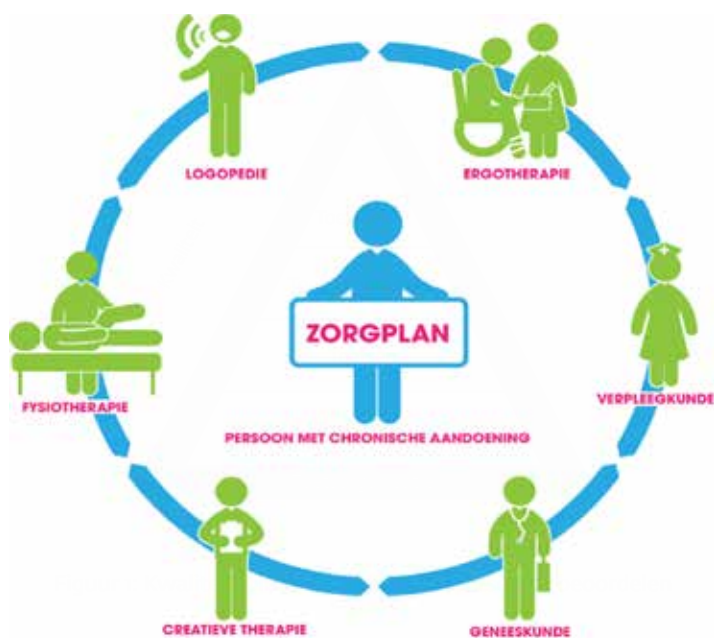 LOGOPEDIE
ERGOTHERAPIE
ZORGPLAN
FYSIOTHERAPIE
VERPLEEGKUNDE
PERSOON MET CHRONISCHE AANDOENING
CREATIEVE THERAPIE
GENEESKUNDE